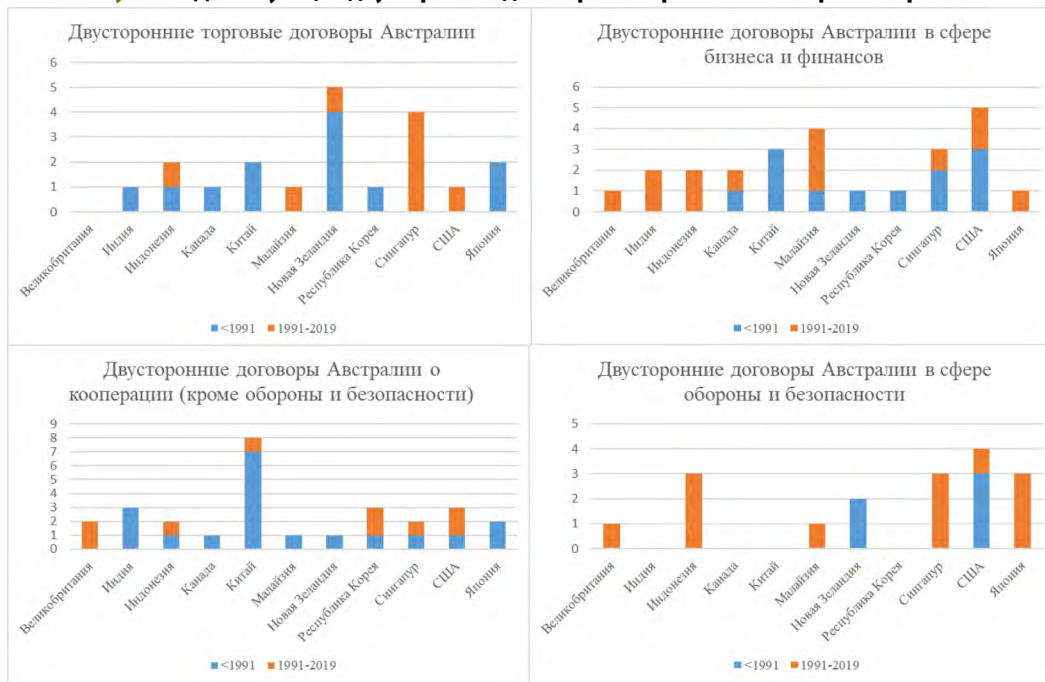 Двусторонние торговые договоры Австралии
6
5
4
3
2
1
0
Великобритания
Индия
Индонезия
Канада
Китай
Малайзия
Новая Зеландия
Республика Корея
Сингапур
США
Япония
<1991 1991-2019
Двусторонние договоры Австралии в сфере
бизнеса и финансов
6
5
4
3
2
1
0
Великобритания
Индия
Индонезия
Канада
Китай
Малайзия
Новая Зеландия
Республика Корея
Сингапур
США
Япония
<1991 1991-2019
Двусторонние договоры Австралии о
кооперации (кроме обороны и безопасности)
9
8
7
6
5
4
3
2
1
0
Великобритания
Индия
Индонезия
Канада
Китай
Малайзия
Новая Зеландия
Республика Корея
Сингапур
США
Япония
<1991 1991-2019
Двусторонние договоры Австралии в сфере
обороны и безопасности
5
4
3
2
1
0
Великобритания
Индия
Индонезия
Канада
Китай
Малайзия
Новая Зеландия
Республика Корея
Сингапур
США
Япония
<1991 1991-2019